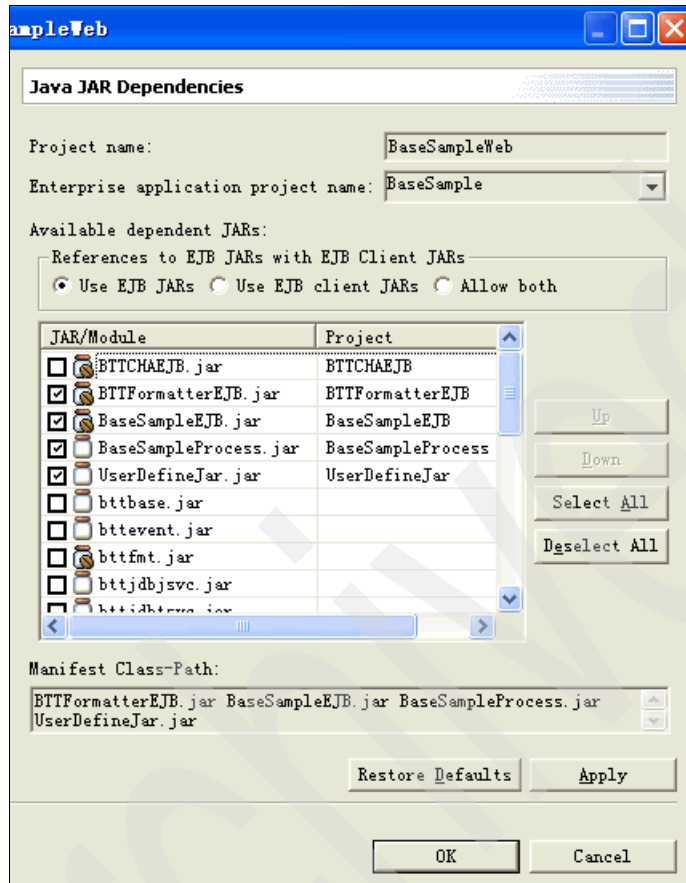 ampleWeb
Java JAR Dependencies
Project name: BaseSampleWeb
Enterprise application project name: BaseSample
Available dependent JARs:
References to EJB JARs with EJB Client JARs
Use EJB JARs Use EJB client JARs Allow both
JAR/Module Project
BTTCHAEJB.jar BTTCHAEJB
BTTFormatterEJB.jar BTTFormatterEJB
BaseSampleEJB.jar BaseSampleEJB
BaseSampleProcess.jar BaseSampleProcess
UserDefineJar.jar UserDefineJar
bttbase.jar
bttevent.jar
bttfmt.jar
bttjdbjsvc.jar
Up
Down
Select All
Deselect All
Manifest Class-Path:
BTTFormatterEJB.jar BaseSampleEJB.jar BaseSampleProcess.jar
UserDefineJar.jar
Restore Defaults Apply
OK Cancel